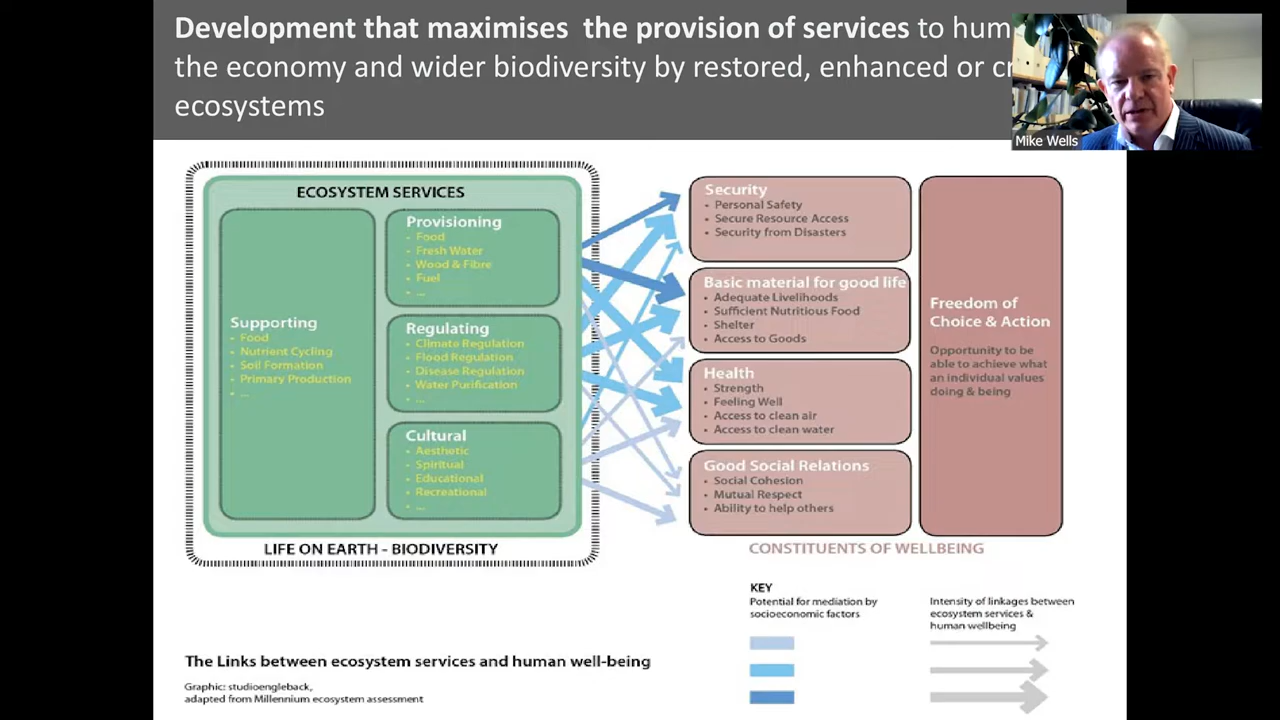 Development that maximises the provision of services to hum
the economy and wider biodiversity by restored, enhanced or cr
ecosystems
Mike Wells
ECOSYSTEM SERVICES
Supporting
• Food
• Nutrient Cycling
• Soil Formation
• Primary Production
• ...
Provisioning
• Food
• Fresh Water
• Wood & Fibre
• Fuel
• ...
Regulating
• Climate Regulation
• Flood Regulation
• Disease Regulation
• Water Purification
• ...
Cultural
• Aesthetic
• Spiritual
• Educational
• Recreational
• ...
LIFE ON EARTH - BIODIVERSITY
Security
• Personal Safety
• Secure Resource Access
• Security from Disasters
Basic material for good life
• Adequate Livelihoods
• Sufficient Nutritious Food
• Shelter
• Access to Goods
Health
• Strength
• Feeling Well
• Access to clean air
• Access to clean water
Good Social Relations
• Social Cohesion
• Mutual Respect
• Ability to help others
Freedom of
Choice & Action
Opportunity to be
able to achieve what
an individual values
doing & being
CONSTITUENTS OF WELLBEING
KEY
Potential for mediation by
socioeconomic factors
Intensity of linkages between
ecosystem services &
human wellbeing
The Links between ecosystem services and human well-being
Graphic: studioengleback,
adapted from Millennium ecosystem assessment